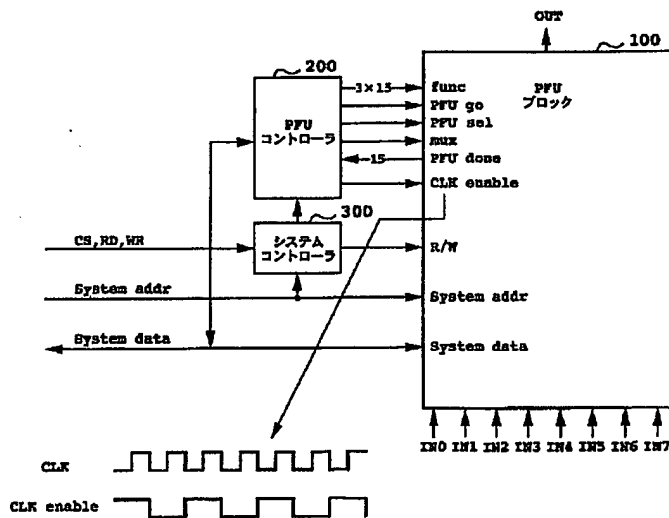 OUT
100
200
PFU
コントローラ
3×15
func
PFU
ブロック
PFU go
PFU sel
mux
15
PFU done
CLK enable
300
CS,RD,WR
システム
コントローラ
R/W
System addr
System addr
System data
System data
IN0 IN1 IN2 IN3 IN4 IN5 IN6 IN7
CLK
CLK enable